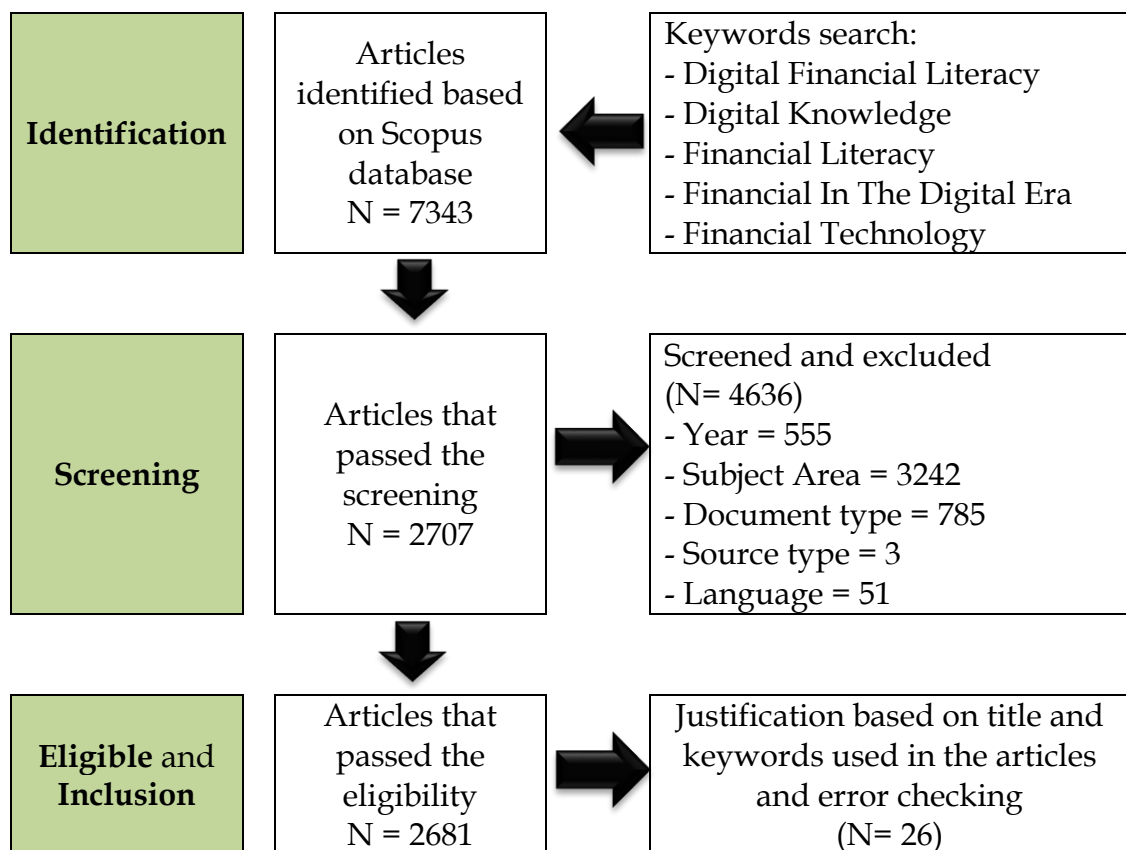 Identification
Articles
identified based
on Scopus
database
N = 7343
Keywords search:
- Digital Financial Literacy
- Digital Knowledge
- Financial Literacy
- Financial In The Digital Era
- Financial Technology
Screening
Articles that
passed the
screening
N = 2707
Screened and excluded
(N= 4636)
- Year = 555
- Subject Area = 3242
- Document type = 785
- Source type = 3
- Language = 51
Eligible and
Inclusion
Articles that
passed the
eligibility
N = 2681
Justification based on title and
keywords used in the articles
and error checking
(N= 26)